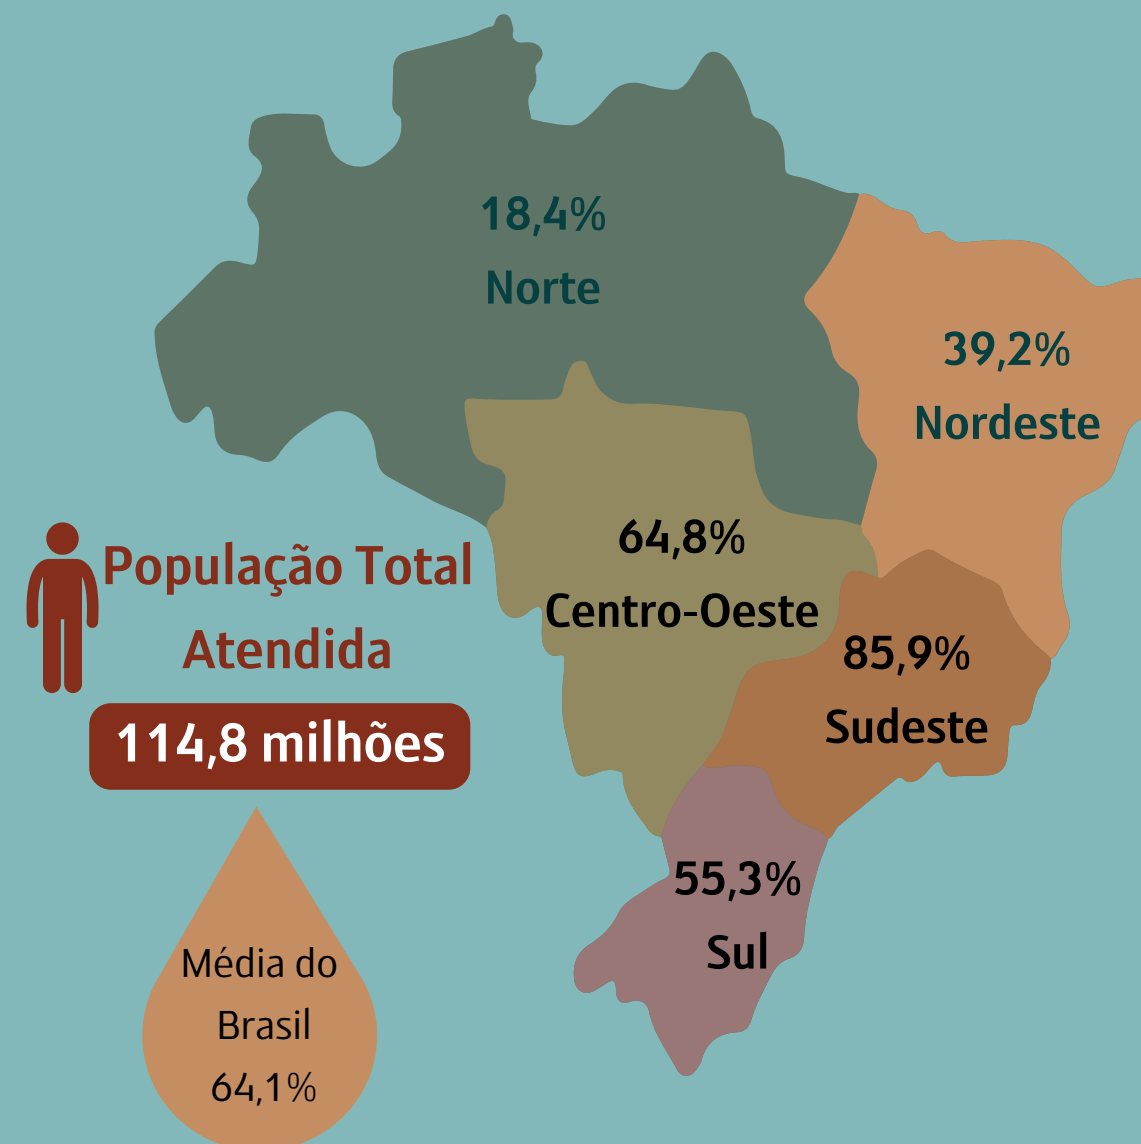 18,4%
Norte
39,2%
Nordeste
64,8%
Centro-Oeste
85,9%
Sudeste
55,3%
Sul
População Total
Atendida
114,8 milhões
Média do
Brasil
64,1%